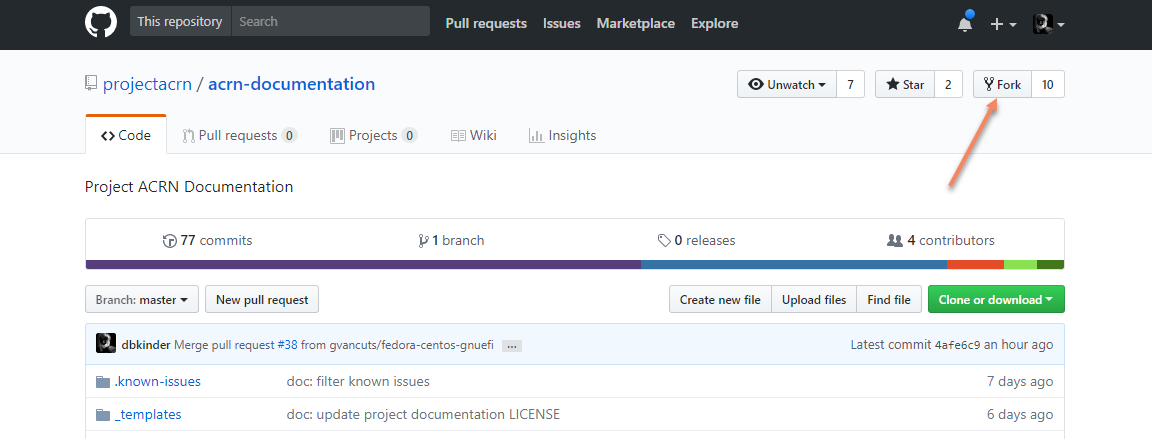 This repository Search Pull requests Issues Marketplace Explore
projectacrn / acrn-documentation Unwatch 7 Star 2 Fork 10
Code Pull requests 0 Projects 0 Wiki Insights
Project ACRN Documentation
77 commits 1 branch 0 releases 4 contributors
Branch: master New pull request Create new file Upload files Find file Clone or download
dbkinder Merge pull request #38 from gvancuts/fedora-centos-gnuefi ... Latest commit 4afe6c9 an hour ago
.known-issues doc: filter known issues 7 days ago
_templates doc: update project documentation LICENSE 6 days ago